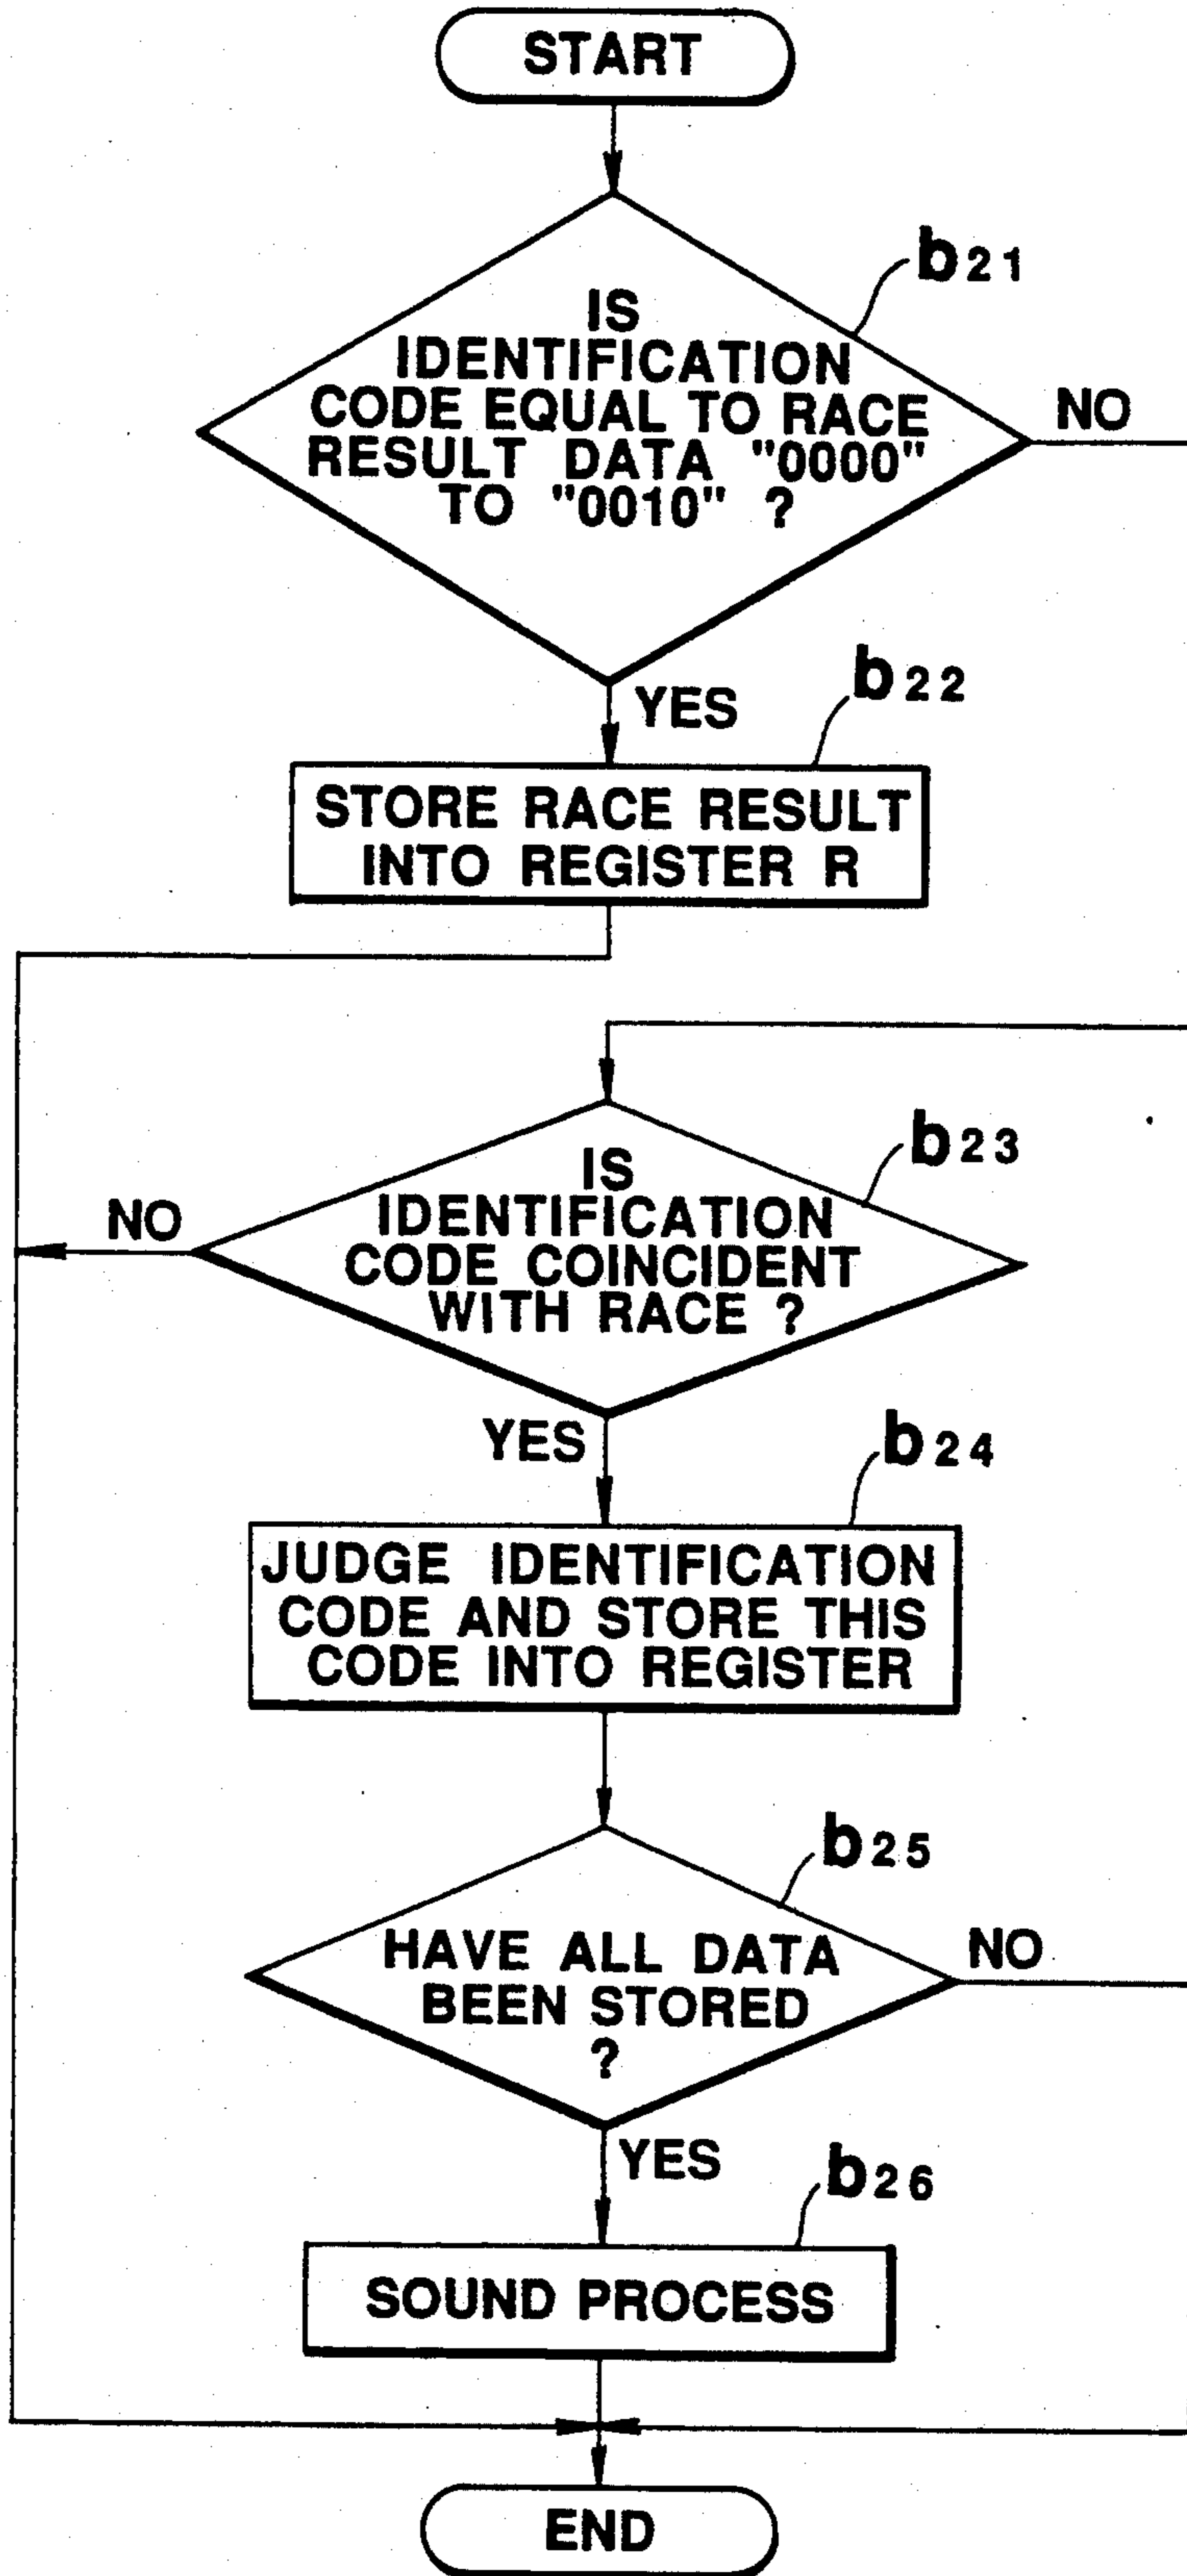 START
b21
IS
IDENTIFICATION
CODE EQUAL TO RACE
RESULT DATA "0000"
TO "0010" ?
NO
YES
b22
STORE RACE RESULT
INTO REGISTER R
b23
IS
IDENTIFICATION
CODE COINCIDENT
WITH RACE ?
NO
YES
b24
JUDGE IDENTIFICATION
CODE AND STORE THIS
CODE INTO REGISTER
b25
HAVE ALL DATA
BEEN STORED
?
NO
YES
b26
SOUND PROCESS
END